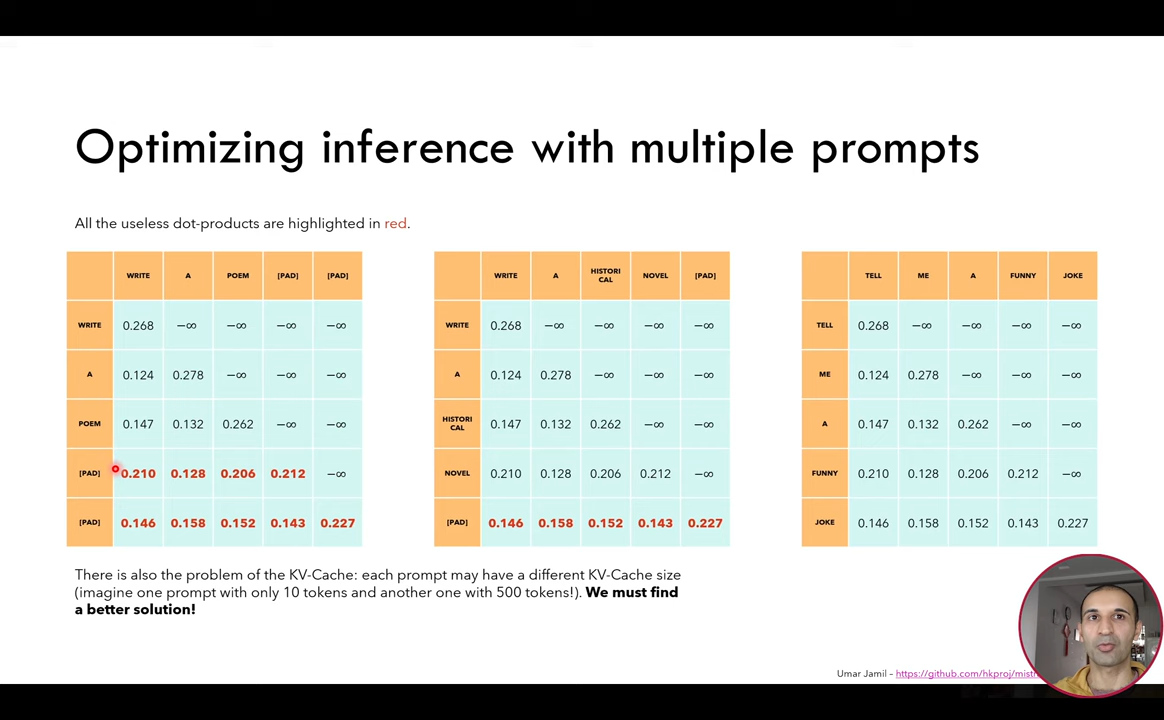 Optimizing inference with multiple prompts
All the useless dot-products are highlighted in red.
WRITE A POEM [PAD] [PAD]
WRITE 0.268 −∞ −∞ −∞ −∞
A 0.124 0.278 −∞ −∞ −∞
POEM 0.147 0.132 0.262 −∞ −∞
[PAD] 0.210 0.128 0.206 0.212 −∞
[PAD] 0.146 0.158 0.152 0.143 0.227
WRITE A HISTORI CAL NOVEL [PAD]
WRITE 0.268 −∞ −∞ −∞ −∞
A 0.124 0.278 −∞ −∞ −∞
HISTORI CAL 0.147 0.132 0.262 −∞ −∞
NOVEL 0.210 0.128 0.206 0.212 −∞
[PAD] 0.146 0.158 0.152 0.143 0.227
TELL ME A FUNNY JOKE
TELL 0.268 −∞ −∞ −∞ −∞
ME 0.124 0.278 −∞ −∞ −∞
A 0.147 0.132 0.262 −∞ −∞
FUNNY 0.210 0.128 0.206 0.212 −∞
JOKE 0.146 0.158 0.152 0.143 0.227
There is also the problem of the KV-Cache: each prompt may have a different KV-Cache size
(imagine one prompt with only 10 tokens and another one with 500 tokens!). We must find
a better solution!
Umar Jamil – https://github.com/hkproj/mist